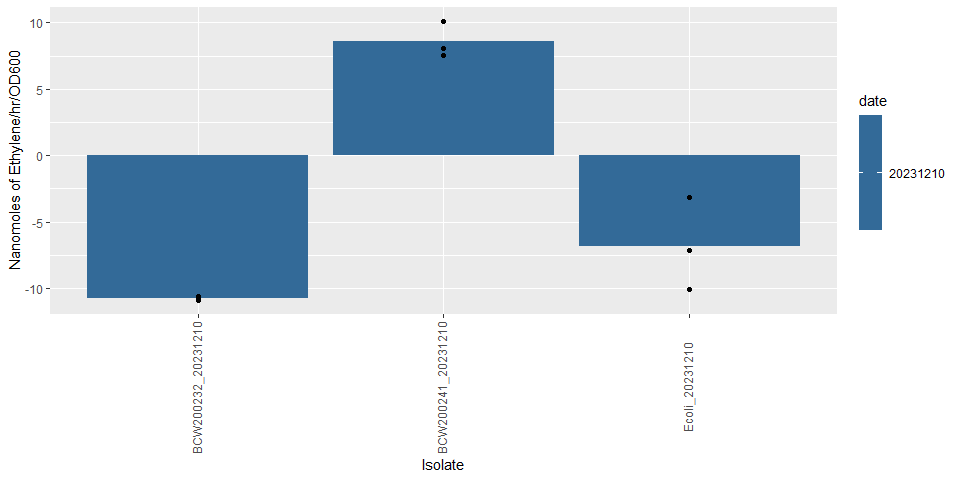 Nanomoles of Ethylene/hr/OD600
10
5
0
-5
-10
BCW200232_20231210
BCW200241_20231210
Ecoli_20231210
Isolate
date
20231210